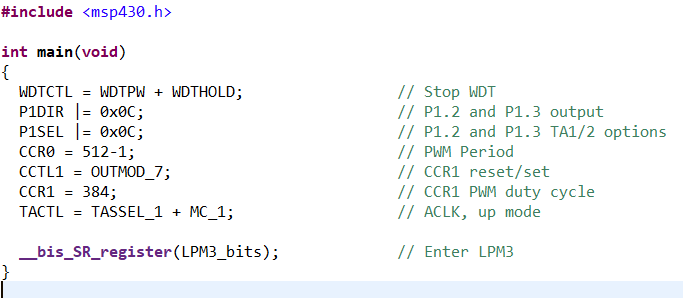 #include <msp430.h>
int main(void)
{
WDTCTL = WDTPW + WDTHOLD; // Stop WDT
P1DIR |= 0x0C; // P1.2 and P1.3 output
P1SEL |= 0x0C; // P1.2 and P1.3 TA1/2 options
CCR0 = 512-1; // PWM Period
CCTL1 = OUTMOD_7; // CCR1 reset/set
CCR1 = 384; // CCR1 PWM duty cycle
TACTL = TASSEL_1 + MC_1; // ACLK, up mode
__bis_SR_register(LPM3_bits); // Enter LPM3
}